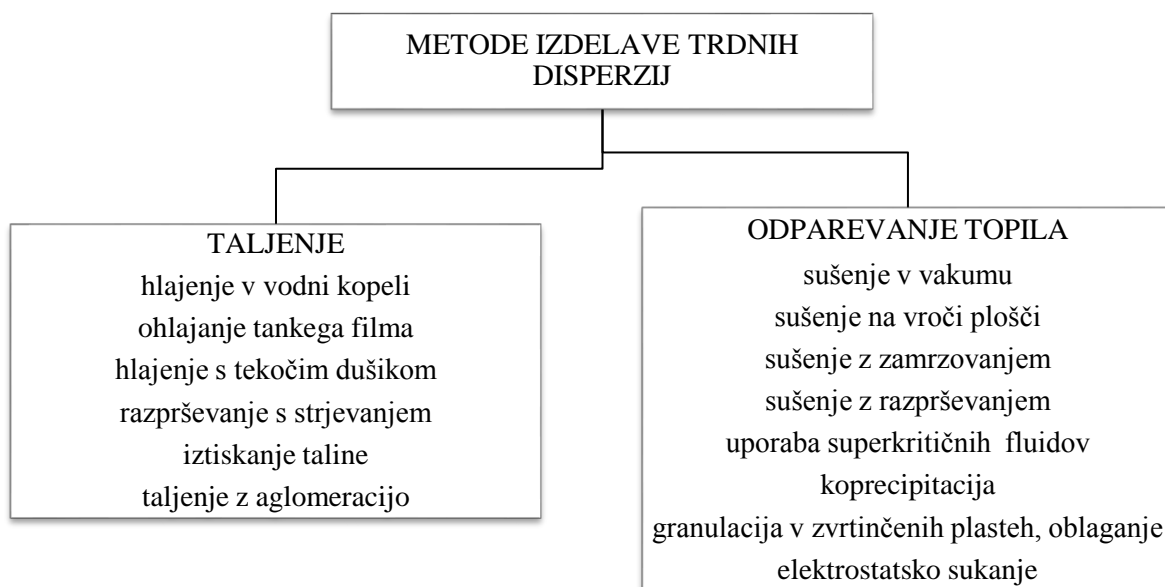 METODE IZDELAVE TRDNIH
DISPERZIJ
TALJENJE
hlajenje v vodni kopeli
ohlajanje tankega filma
hlajenje s tekočim dušikom
razprševanje s strjevanjem
iztiskanje taline
taljenje z aglomeracijo
ODPAREVANJE TOPILA
sušenje v vakumu
sušenje na vroči plošči
sušenje z zamrzovanjem
sušenje z razprševanjem
uporaba superkritičnih fluidov
koprecipitacija
granulacija v zvrtinčenih plasteh, oblaganje
elektrostatsko sukanje